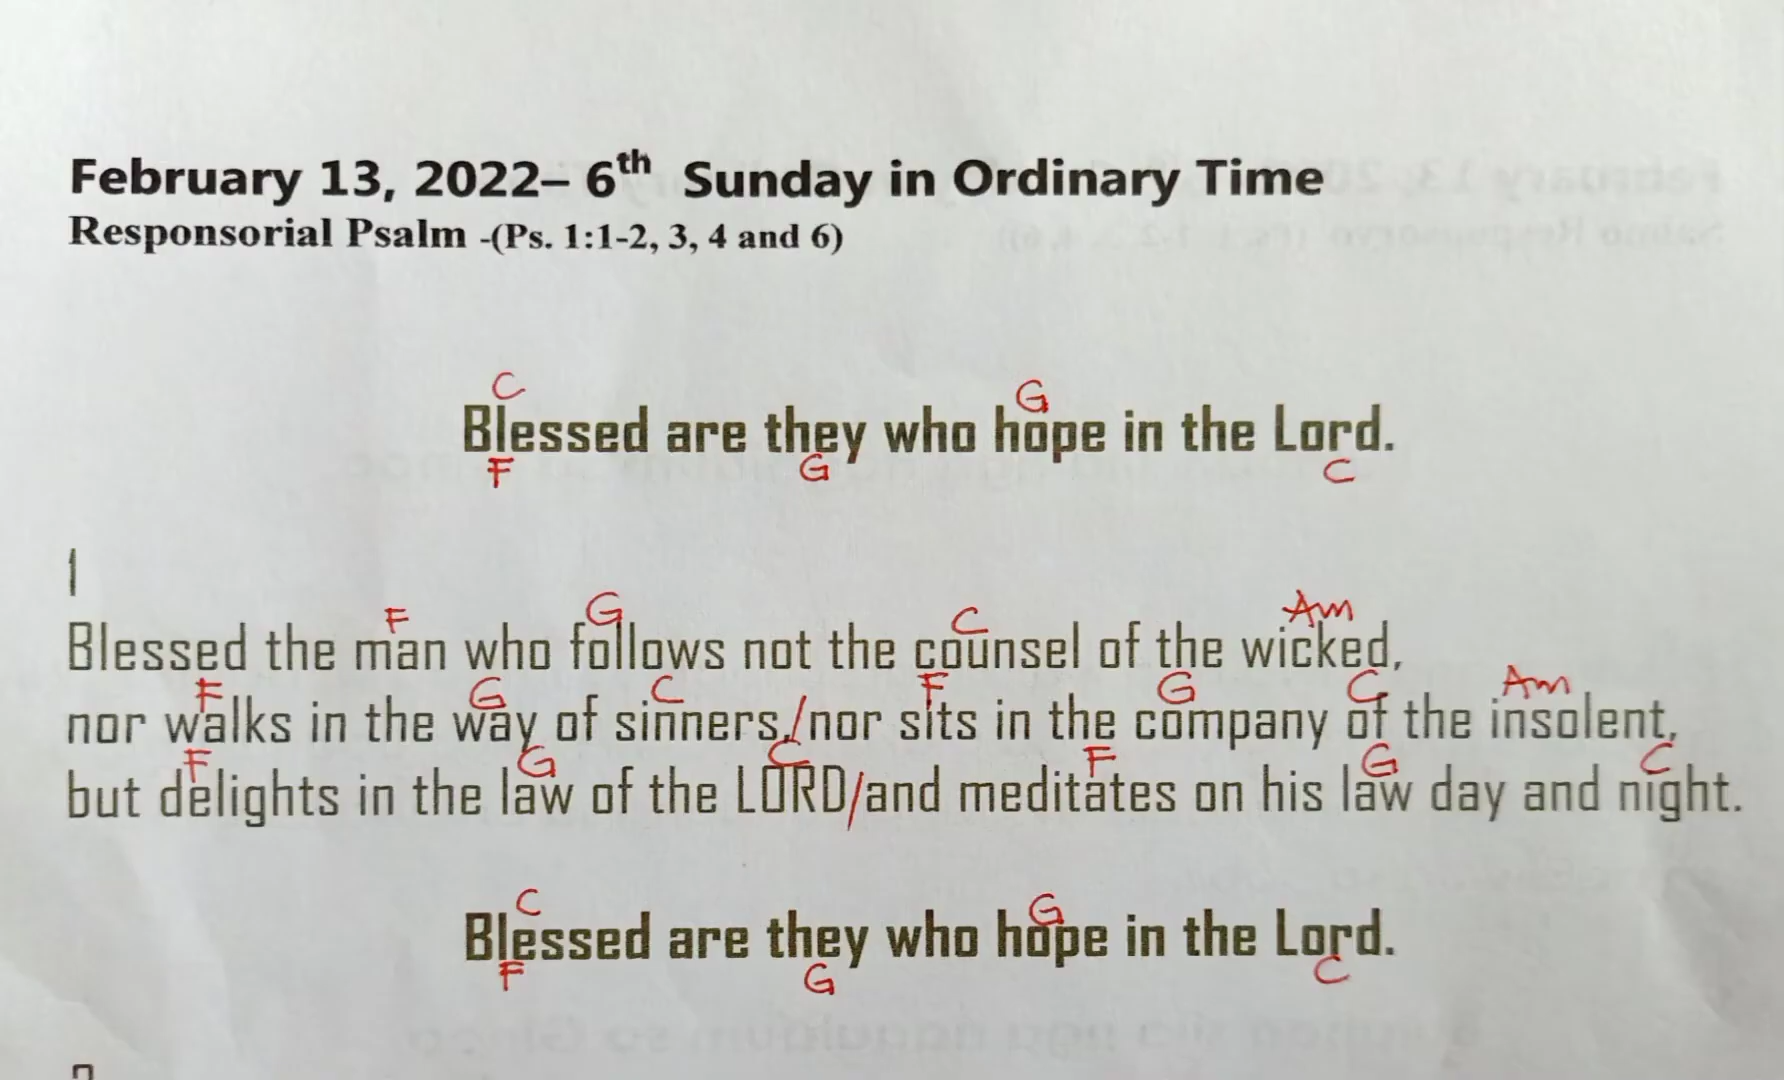 February 13, 2022– 6th Sunday in Ordinary Time
Responsorial Psalm -(Ps. 1:1-2, 3, 4 and 6)
C G
Blessed are they who hope in the Lord.
F G C
1
F G C Am
Blessed the man who follows not the counsel of the wicked,
F G C F G C Am
nor walks in the way of sinners,/nor sits in the company of the insolent,
F G C F G C
but delights in the law of the LORD/and meditates on his law day and night.
C G
Blessed are they who hope in the Lord.
F G C